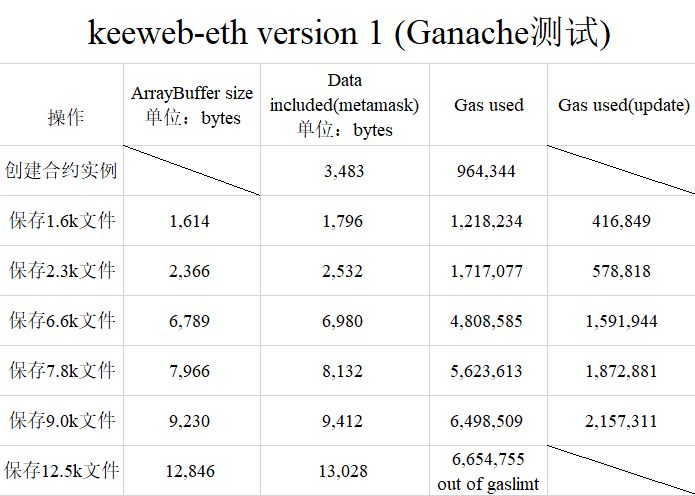 keeweb-eth version 1 (Ganache测试)
操作
ArrayBuffer size
单位：bytes
Data
included(metamask)
单位：bytes
Gas used
Gas used(update)
创建合约实例
3,483
964,344
保存1.6k文件
1,614
1,796
1,218,234
416,849
保存2.3k文件
2,366
2,532
1,717,077
578,818
保存6.6k文件
6,789
6,980
4,808,585
1,591,944
保存7.8k文件
7,966
8,132
5,623,613
1,872,881
保存9.0k文件
9,230
9,412
6,498,509
2,157,311
保存12.5k文件
12,846
13,028
6,654,755
out of gaslimt